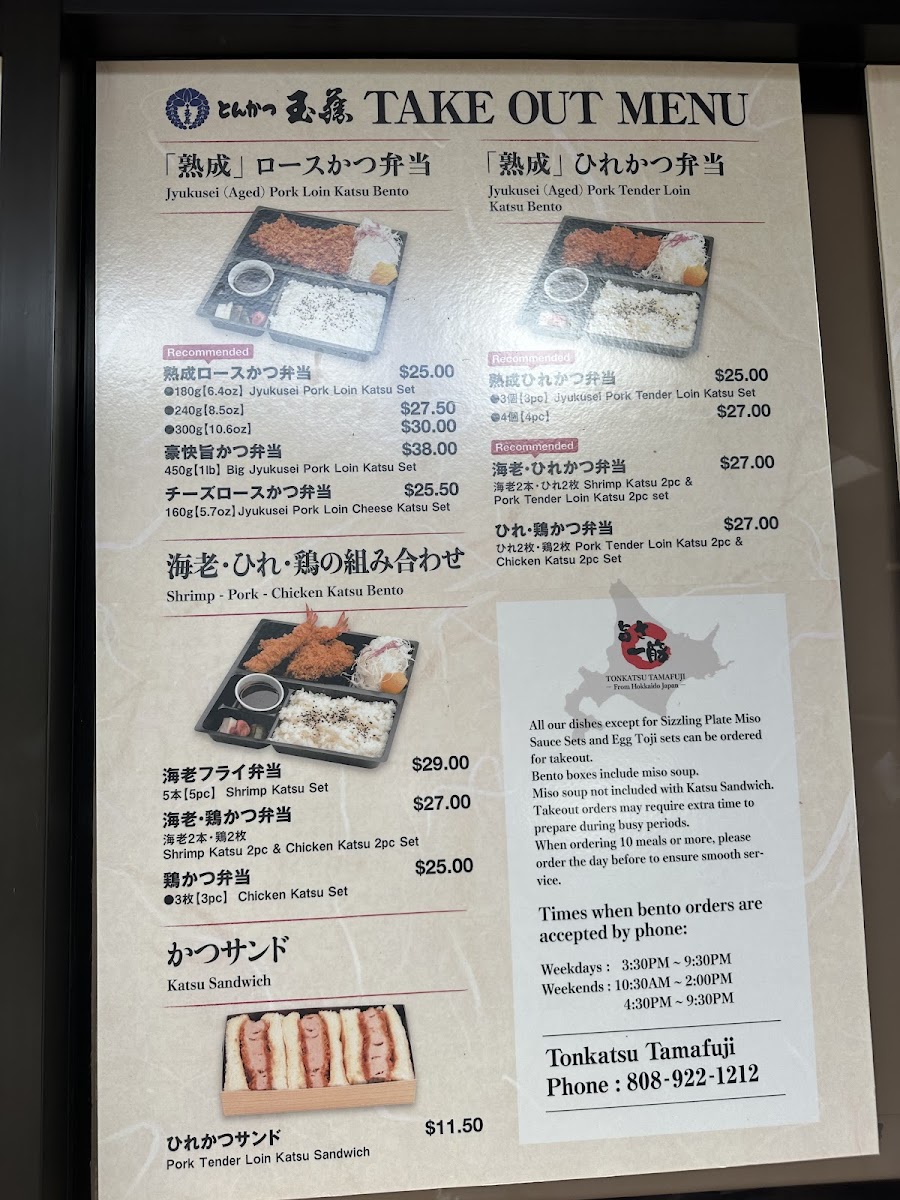 とんかつ 玉藤 TAKE OUT MENU
「熟成」ロースかつ弁当
Jyukusei (Aged) Pork Loin Katsu Bento
Recommended
熟成ロースかつ弁当 $25.00
●180g【6.4oz】 Jyukusei Pork Loin Katsu Set
●240g【8.5oz】 $27.50
●300g【10.6oz】 $30.00
豪快旨かつ弁当 $38.00
450g【1lb】 Big Jyukusei Pork Loin Katsu Set
チーズロースかつ弁当 $25.50
160g【5.7oz】Jyukusei Pork Loin Cheese Katsu Set
「熟成」ひれかつ弁当
Jyukusei (Aged) Pork Tender Loin
Katsu Bento
Recommended
熟成ひれかつ弁当 $25.00
●3個【3pc】 Jyukusei Pork Tender Loin Katsu Set
●4個【4pc】 $27.00
Recommended
海老・ひれかつ弁当 $27.00
海老2本・ひれ2枚 Shrimp Katsu 2pc &
Pork Tender Loin Katsu 2pc set
ひれ・鶏かつ弁当 $27.00
ひれ2枚・鶏2枚 Pork Tender Loin Katsu 2pc &
Chicken Katsu 2pc Set
海老・ひれ・鶏の組み合わせ
Shrimp - Pork - Chicken Katsu Bento
海老フライ弁当 $29.00
5本【5pc】 Shrimp Katsu Set
海老・鶏かつ弁当 $27.00
海老2本・鶏2枚
Shrimp Katsu 2pc & Chicken Katsu 2pc Set
鶏かつ弁当 $25.00
●3枚【3pc】 Chicken Katsu Set
かつサンド
Katsu Sandwich
ひれかつサンド $11.50
Pork Tender Loin Katsu Sandwich
旨さ
一筋
TONKATSU TAMAFUJI
From Hokkaido Japan
All our dishes except for Sizzling Plate Miso
Sauce Sets and Egg Toji sets can be ordered
for takeout.
Bento boxes include miso soup.
Miso soup not included with Katsu Sandwich.
Takeout orders may require extra time to
prepare during busy periods.
When ordering 10 meals or more, please
order the day before to ensure smooth ser-
vice.
Times when bento orders are
accepted by phone:
Weekdays : 3:30PM ~ 9:30PM
Weekends : 10:30AM ~ 2:00PM
4:30PM ~ 9:30PM
Tonkatsu Tamafuji
Phone : 808-922-1212